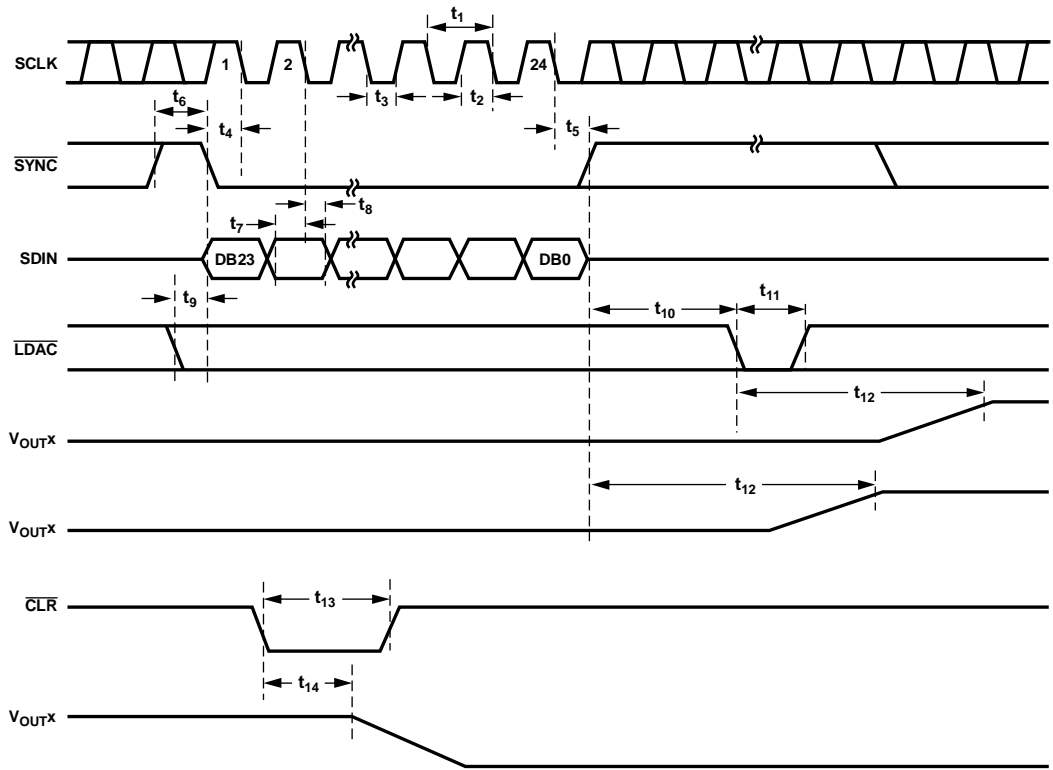 t1
SCLK
1
2
24
t3
t2
t6
t4
t5
SYNC
t8
t7
SDIN
DB23
DB0
t9
t10
t11
LDAC
t12
VOUTx
t12
VOUTx
CLR
t13
t14
VOUTx